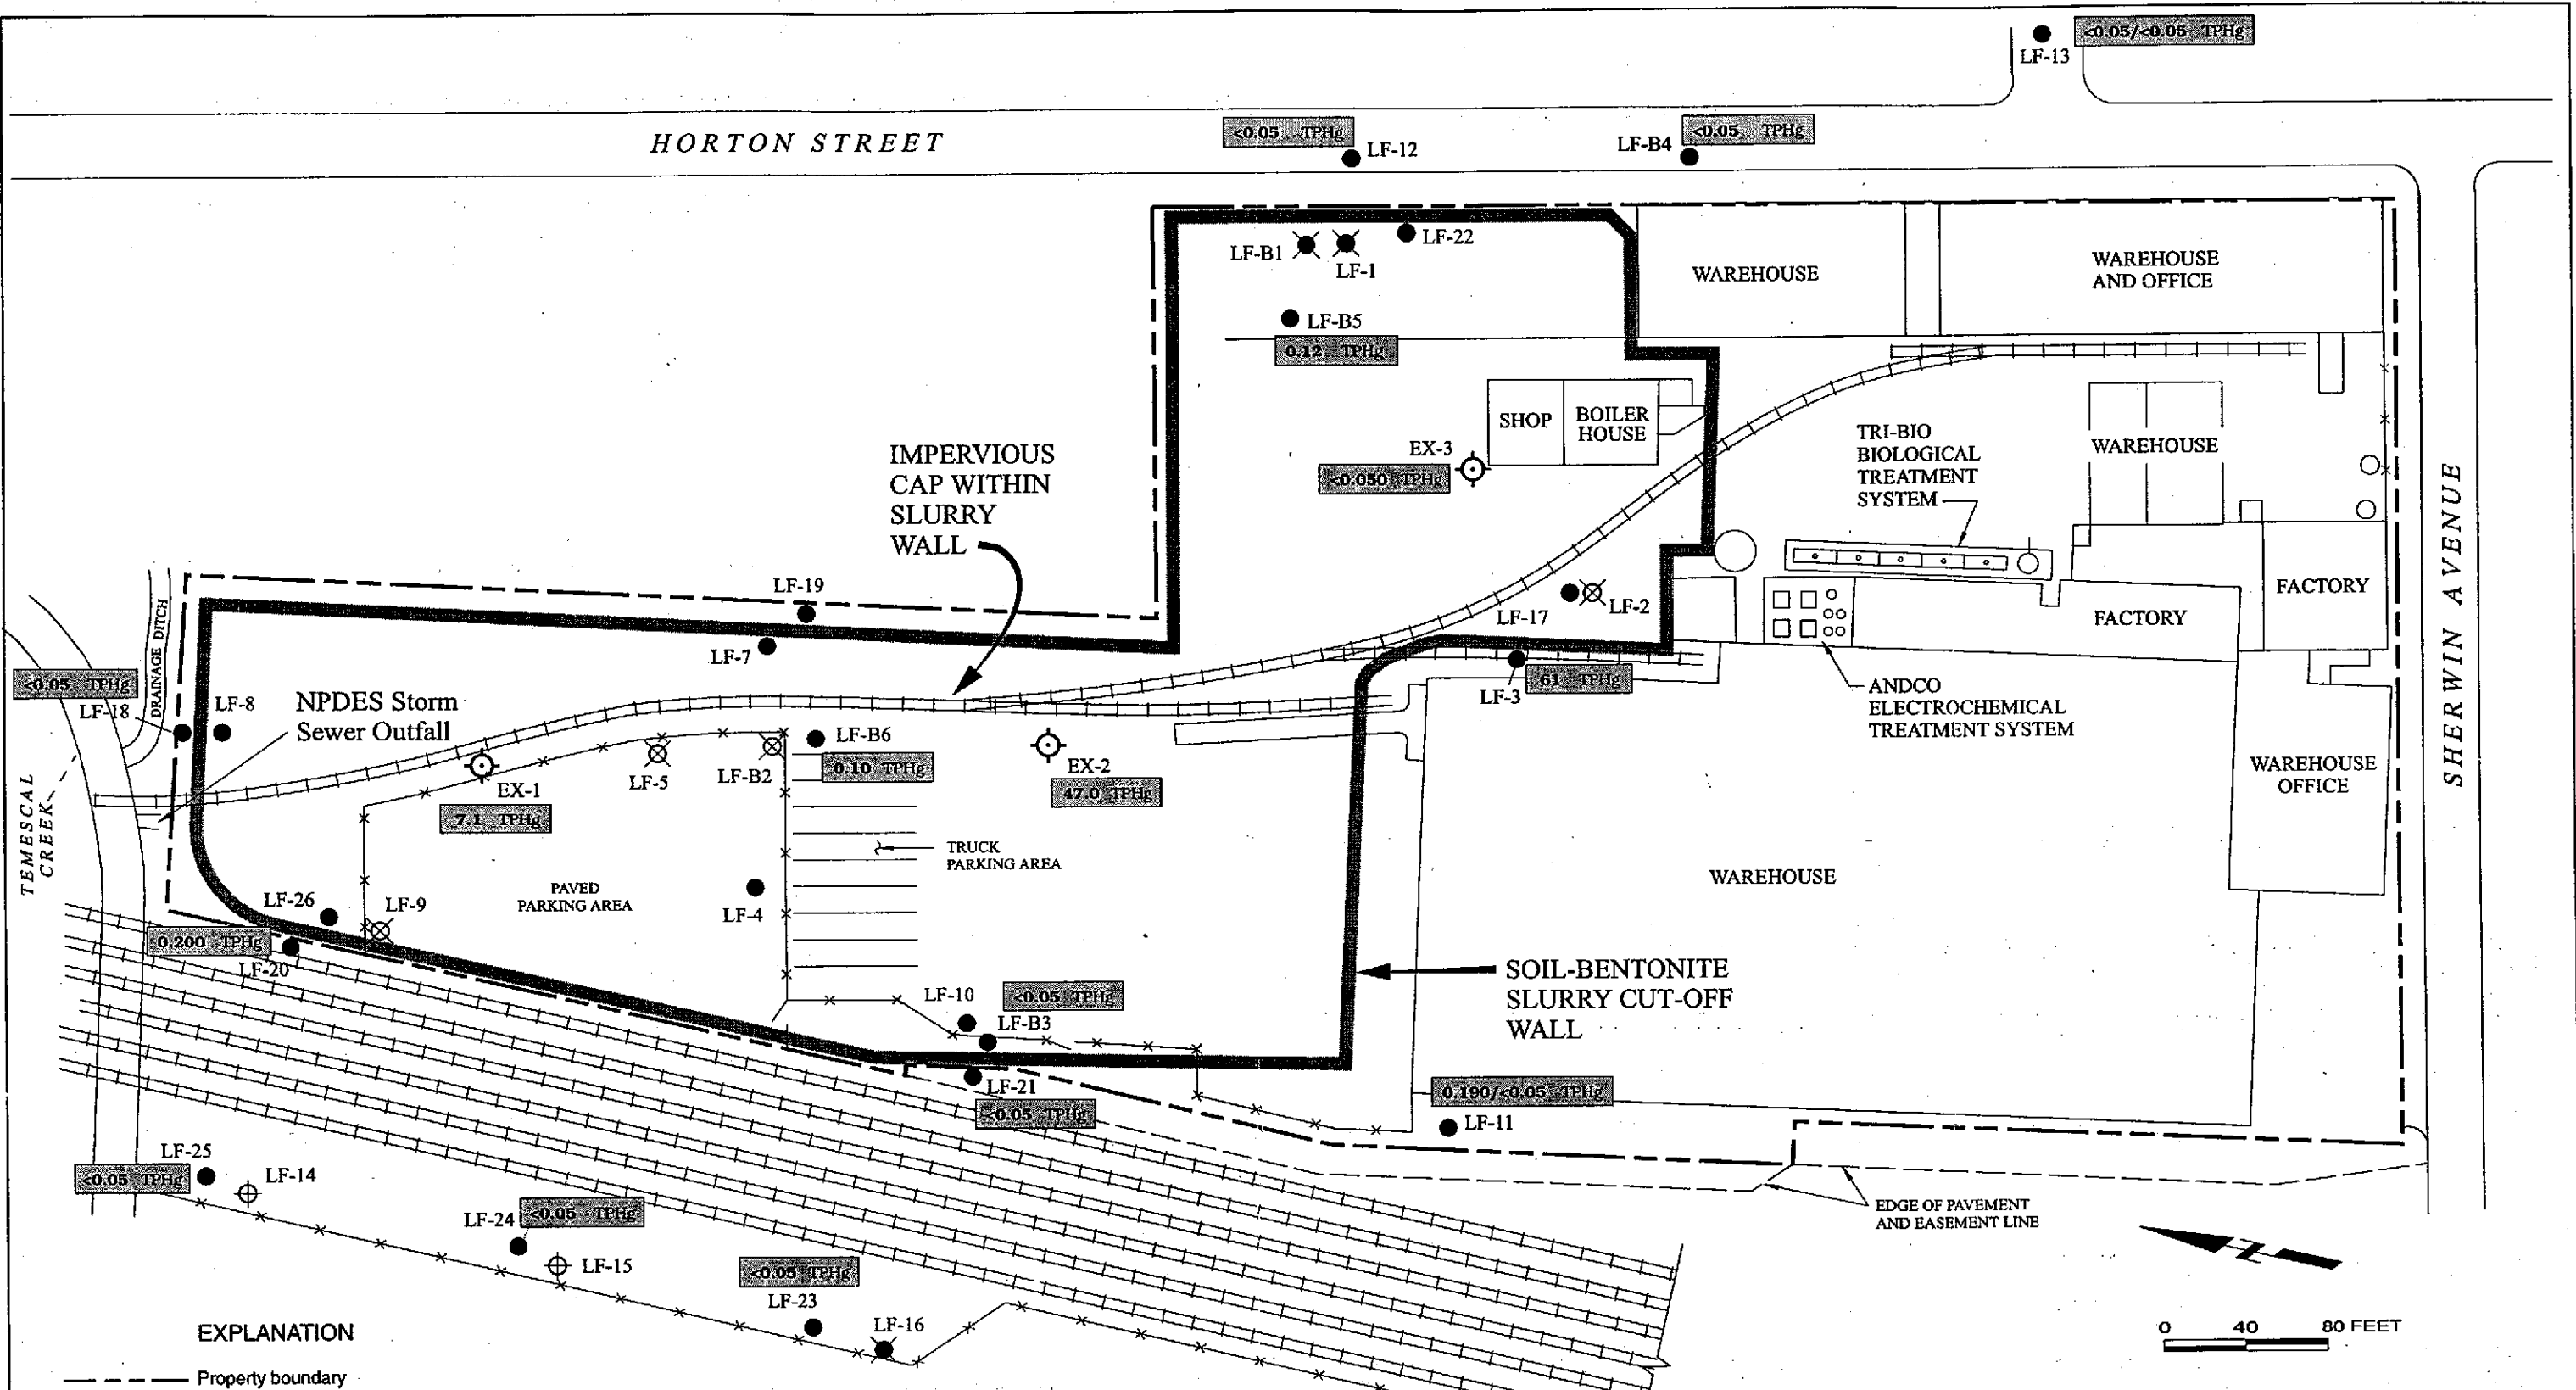 <0.05/<0.05 TPHg
LF-13
HORTON STREET
<0.05 TPHg
LF-12
LF-B4
<0.05 TPHg
LF-B1
LF-1
LF-22
WAREHOUSE
WAREHOUSE
AND OFFICE
LF-B5
0.12 TPHg
SHOP
BOILER
HOUSE
EX-3
<0.050 TPHg
IMPERVIOUS
CAP WITHIN
SLURRY
WALL
TRI-BIO
BIOLOGICAL
TREATMENT
SYSTEM
WAREHOUSE
SHERWIN AVENUE
LF-19
LF-7
DRAINAGE DITCH
LF-17
LF-2
FACTORY
FACTORY
<0.05 TPHg
LF-18
LF-8
NPDES Storm
Sewer Outfall
LF-3
61 TPHg
ANDCO
ELECTROCHEMICAL
TREATMENT SYSTEM
LF-B6
0.10 TPHg
LF-5
LF-B2
EX-1
7.1 TPHg
EX-2
47.0 TPHg
WAREHOUSE
OFFICE
TEMESCAL
CREEK
TRUCK
PARKING AREA
PAVED
PARKING AREA
WAREHOUSE
LF-26
LF-9
LF-4
0.200 TPHg
LF-20
SOIL-BENTONITE
SLURRY CUT-OFF
WALL
LF-10
<0.05 TPHg
LF-B3
LF-21
<0.05 TPHg
0.190/<0.05 TPHg
LF-11
LF-25
<0.05 TPHg
LF-14
LF-24
<0.05 TPHg
LF-15
EDGE OF PAVEMENT
AND EASEMENT LINE
<0.05 TPHg
LF-23
LF-16
Z
0 40 80 FEET
EXPLANATION
Property boundary